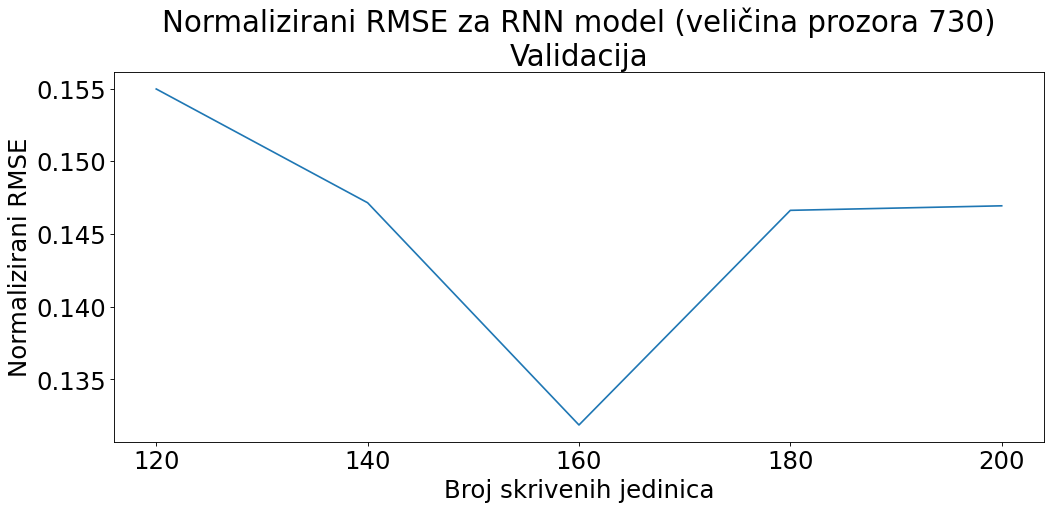 Normalizirani RMSE za RNN model (veličina prozora 730)
Validacija
Normalizirani RMSE
0.155
0.150
0.145
0.140
0.135
120 140 160 180 200
Broj skrivenih jedinica